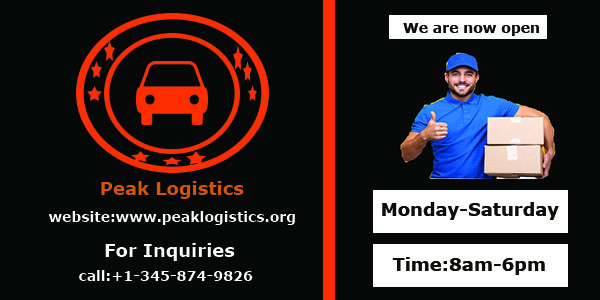 Peak Logistics
website:www.peaklogistics.org
For Inquiries
call:+1-345-874-9826
We are now open
Monday-Saturday
Time:8am-6pm